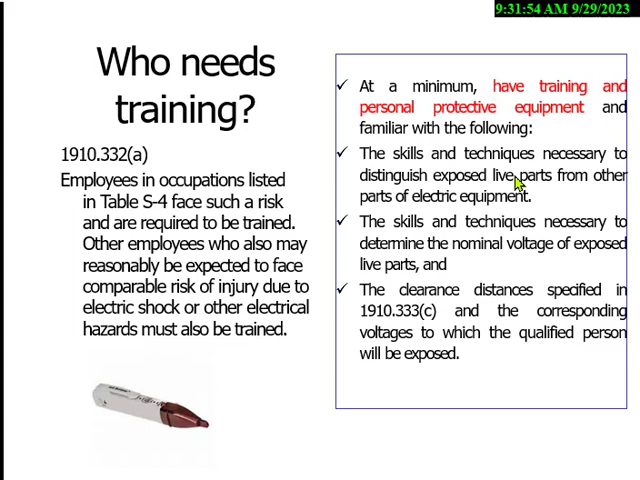 9:31:54 AM 9/29/2023
Who needs
training?
1910.332(a)
Employees in occupations listed
in Table S-4 face such a risk
and are required to be trained.
Other employees who also may
reasonably be expected to face
comparable risk of injury due to
electric shock or other electrical
hazards must also be trained.
✓ At a minimum, have training and
personal protective equipment and
familiar with the following:
✓ The skills and techniques necessary to
distinguish exposed live parts from other
parts of electric equipment.
✓ The skills and techniques necessary to
determine the nominal voltage of exposed
live parts, and
✓ The clearance distances specified in
1910.333(c) and the corresponding
voltages to which the qualified person
will be exposed.